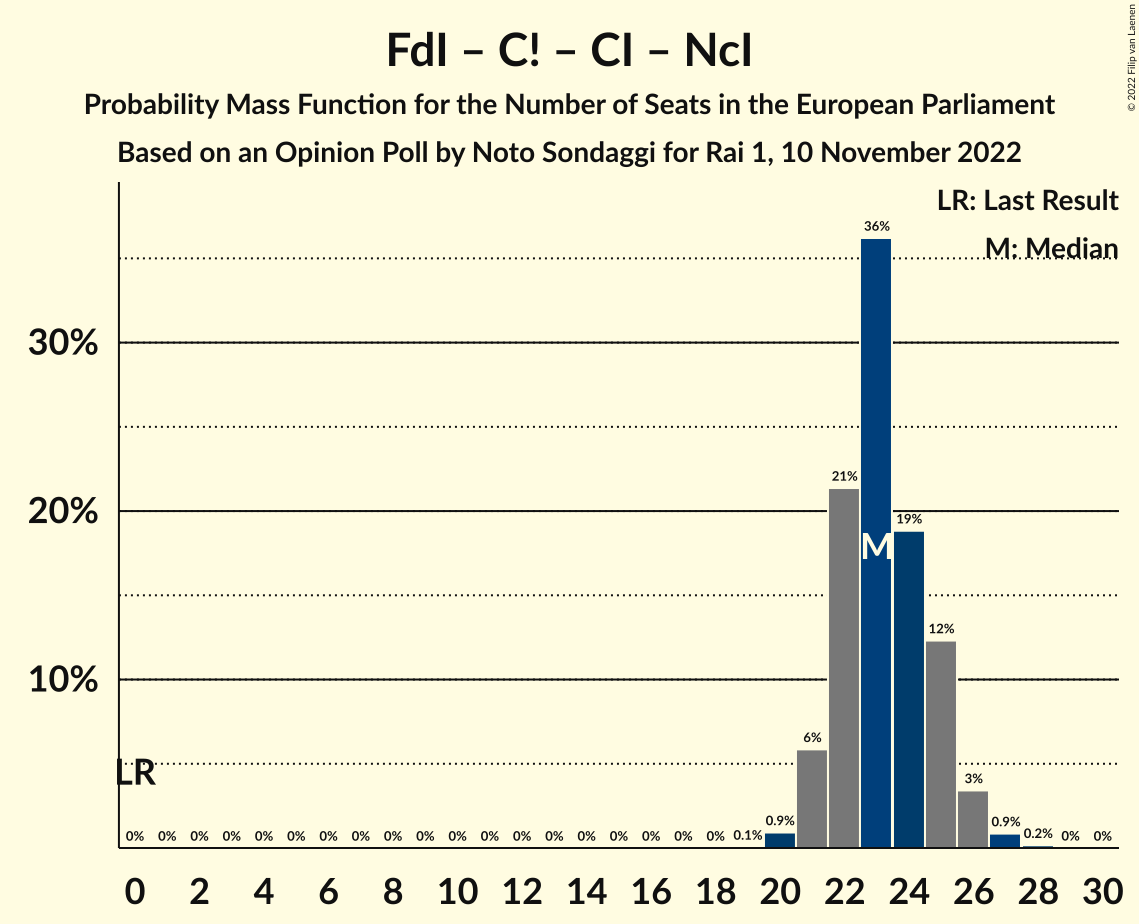 FdI – C! – CI – NcI
Probability Mass Function for the Number of Seats in the European Parliament
Based on an Opinion Poll by Noto Sondaggi for Rai 1, 10 November 2022
© 2022 Filip van Laenen
LR: Last Result
M: Median
36%
30%
21%
20%
19%
M
12%
10%
6%
LR
3%
0% 0% 0% 0% 0% 0% 0% 0% 0% 0% 0% 0% 0% 0% 0% 0% 0% 0% 0% 0.1% 0.9% 0.9% 0.2% 0% 0%
0 2 4 6 8 10 12 14 16 18 20 22 24 26 28 30